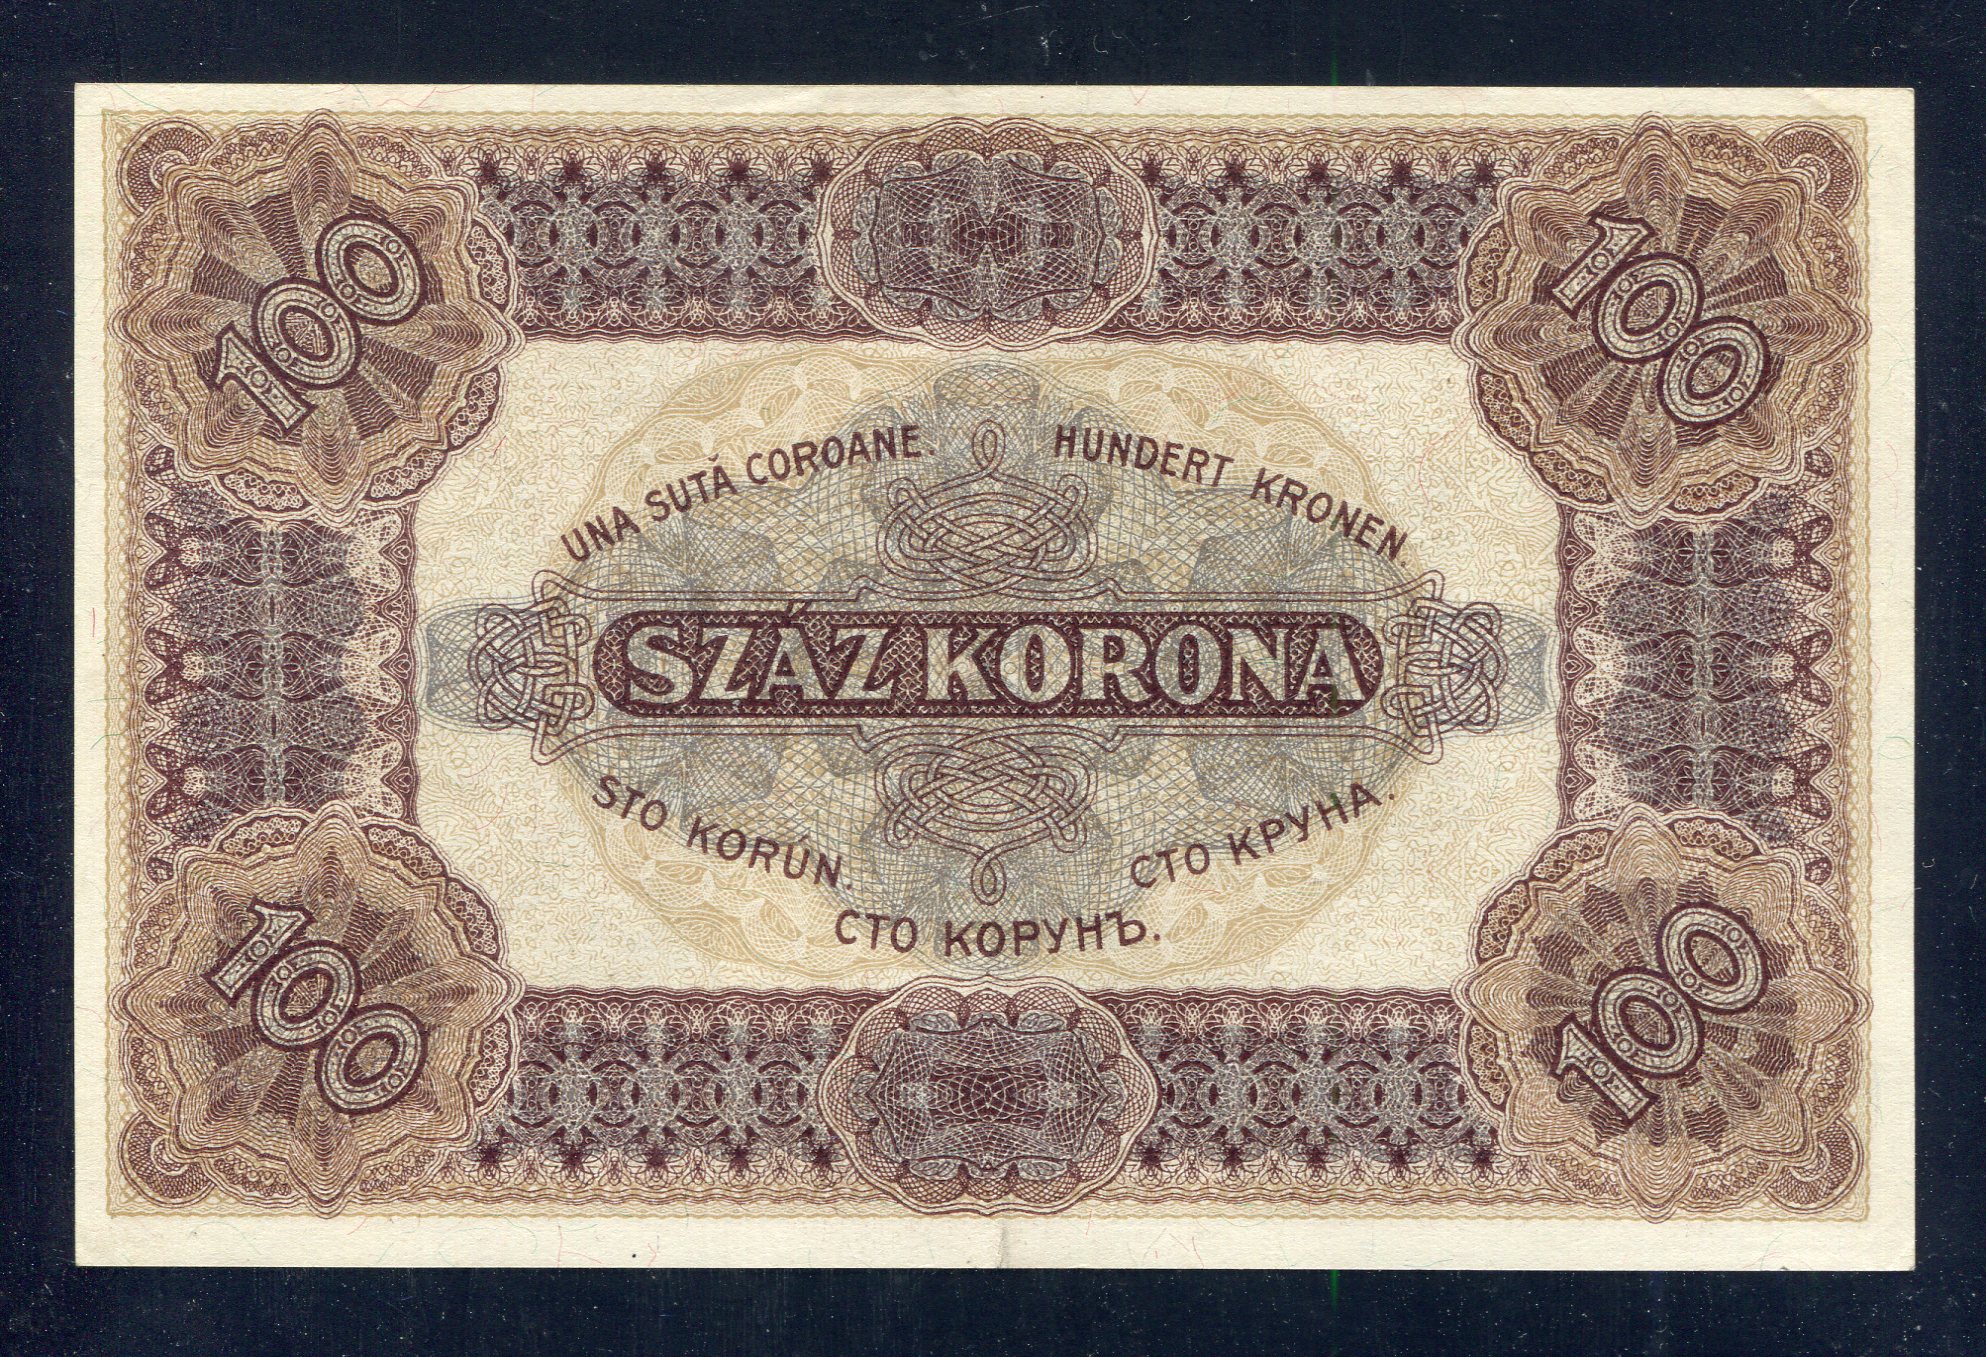 100
100
UNA SUTĂ COROANE.
HUNDERT KRONEN.
SZÁZ KORONA
STO KORÚN.
СТО КРУНА.
СТО КОРУНЪ.
100
100